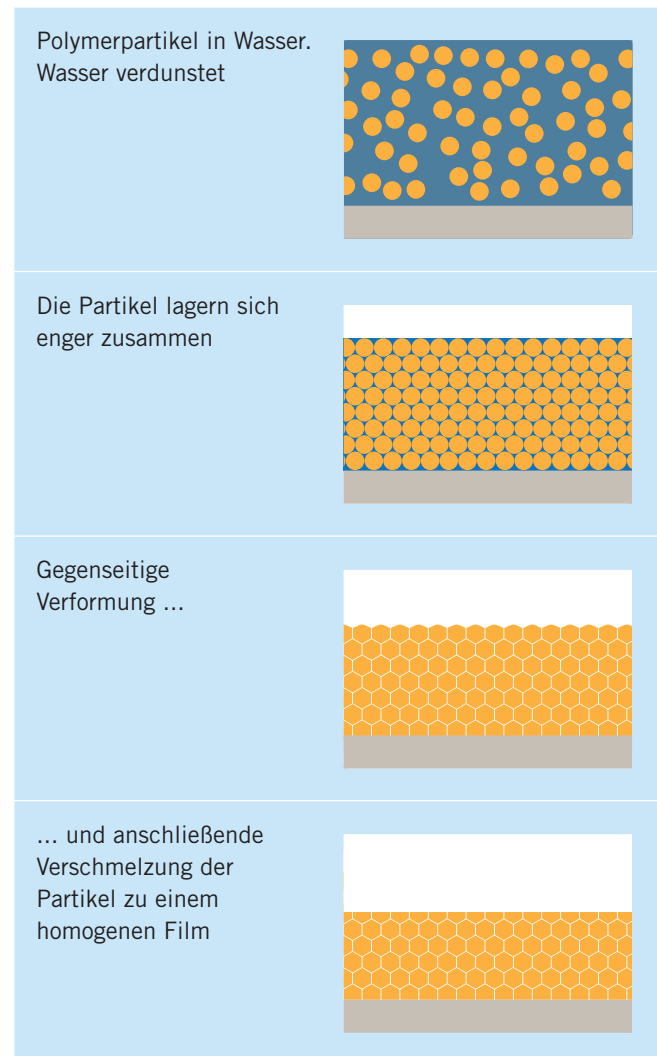 Polymerpartikel in Wasser.
Wasser verdunstet
Die Partikel lagern sich
enger zusammen
Gegenseitige
Verformung ...
... und anschließende
Verschmelzung der
Partikel zu einem
homogenen Film